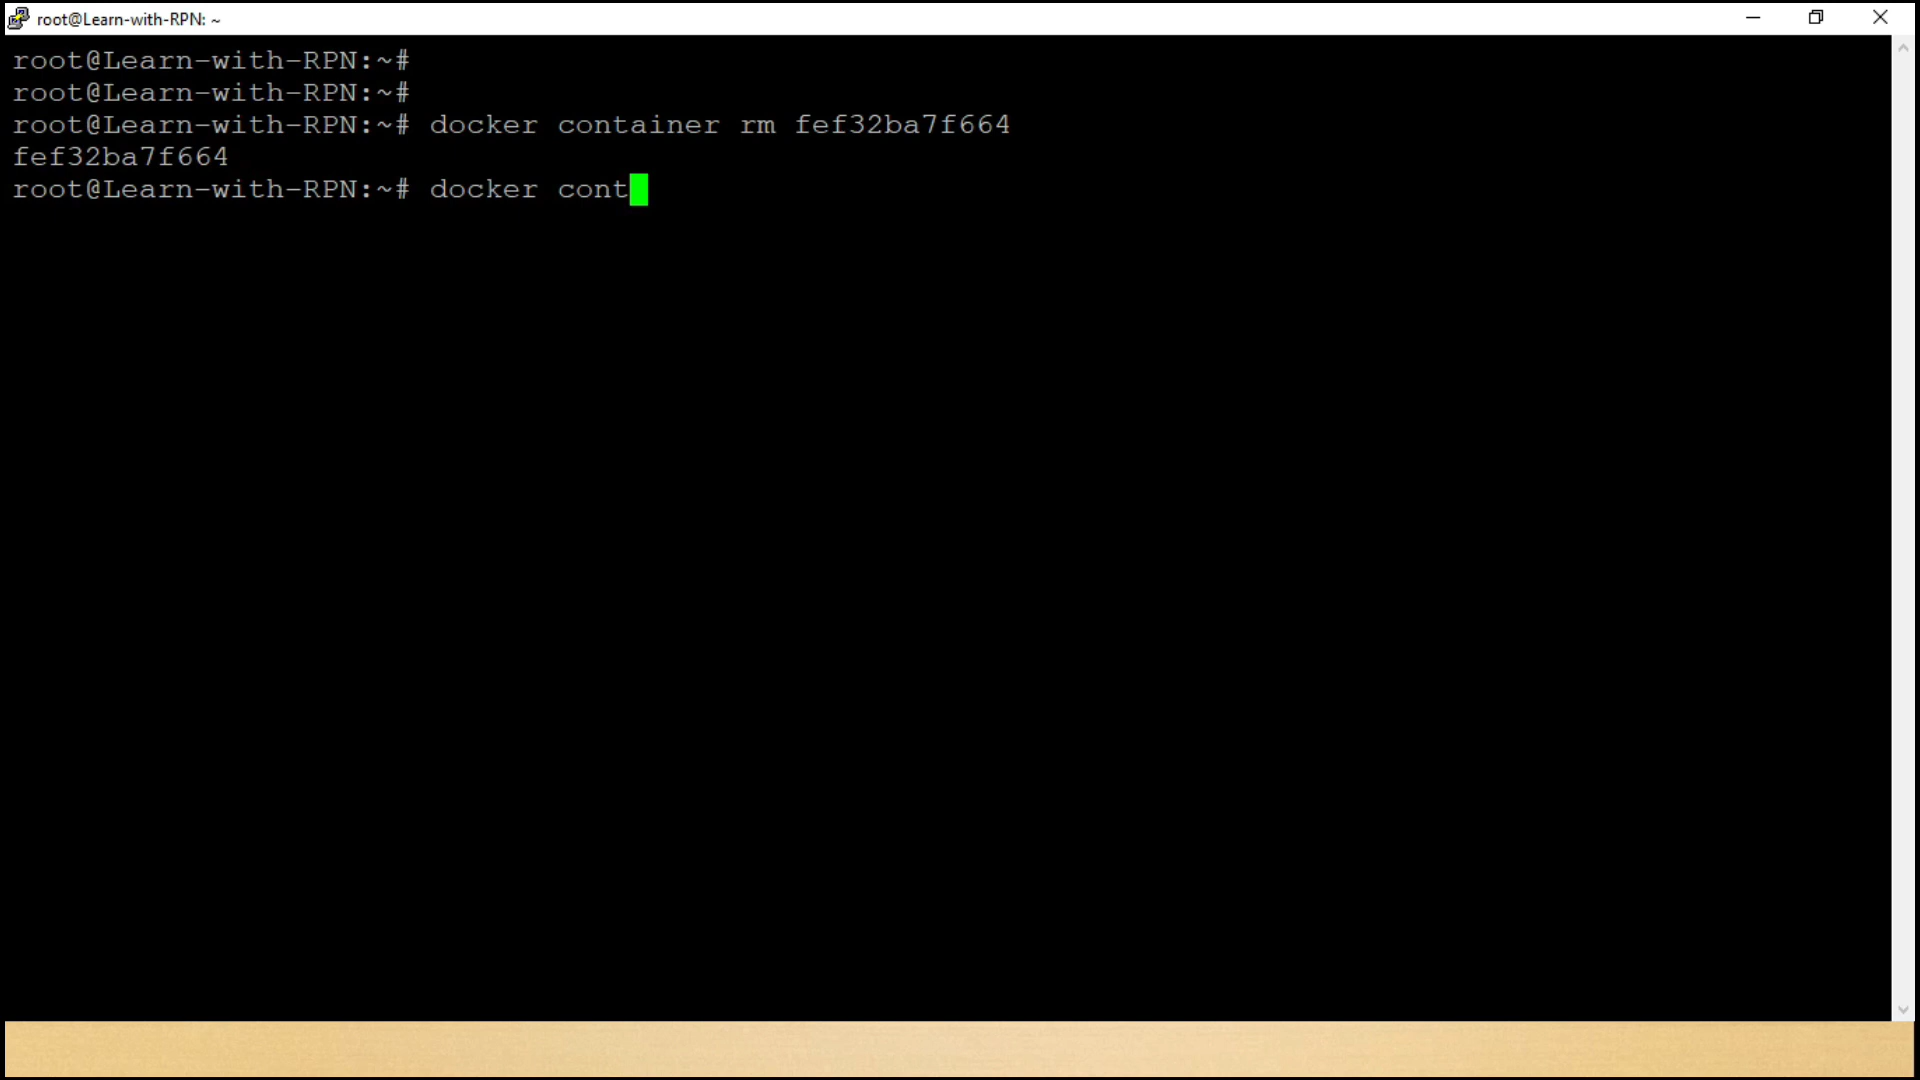 root@Learn-with-RPN: ~
root@Learn-with-RPN:~#
root@Learn-with-RPN:~#
root@Learn-with-RPN:~# docker container rm fef32ba7f664
fef32ba7f664
root@Learn-with-RPN:~# docker cont